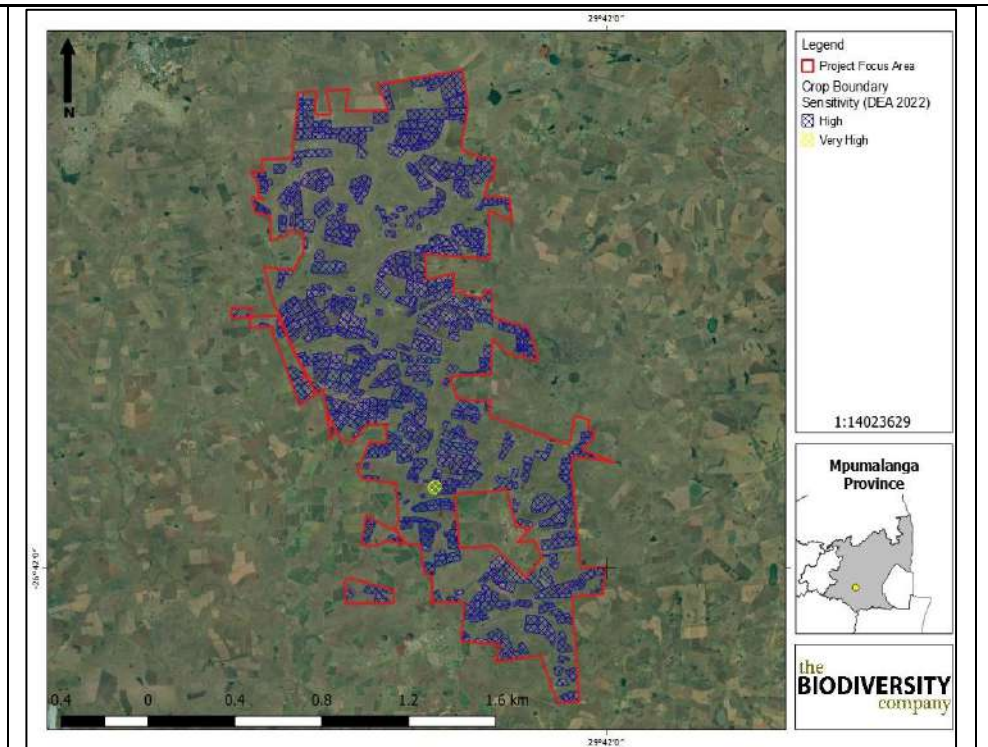 29°42'0"
N
-26°42'0"
0.4 0 0.4 0.8 1.2 1.6 km
29°42'0"
Legend
Project Focus Area
Crop Boundary
Sensitivity (DEA 2022)
High
Very High
1:14023629
Mpumalanga
Province
the
BIODIVERSITY
company